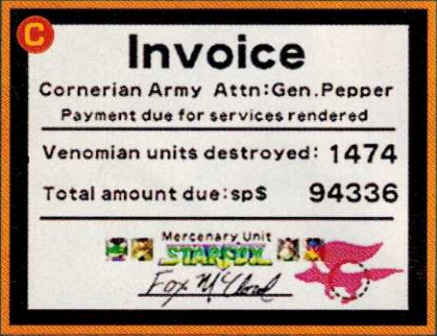 C
Invoice
Cornerian Army Attn:Gen.Pepper
Payment due for services rendered
Venomian units destroyed: 1474
Total amount due:sp$ 94336
Mercenary Unit
STARFOX
Fox McCloud